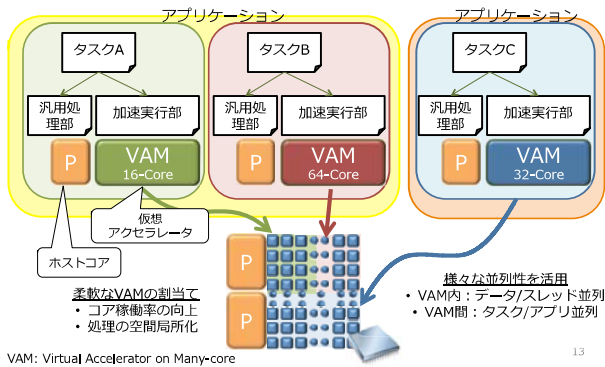 アプリケーション
アプリケーション
タスクA
タスクB
タスクC
汎用処
理部
加速実行部
汎用処
理部
加速実行部
汎用処
理部
加速実行部
P
VAM
16-Core
P
VAM
64-Core
P
VAM
32-Core
仮想
アクセラレータ
ホストコア
P
P
柔軟なVAMの割当て
• コア稼働率の向上
• 処理の空間局所化
様々な並列性を活用
• VAM内：データ/スレッド並列
• VAM間：タスク/アプリ並列
VAM: Virtual Accelerator on Many-core
13